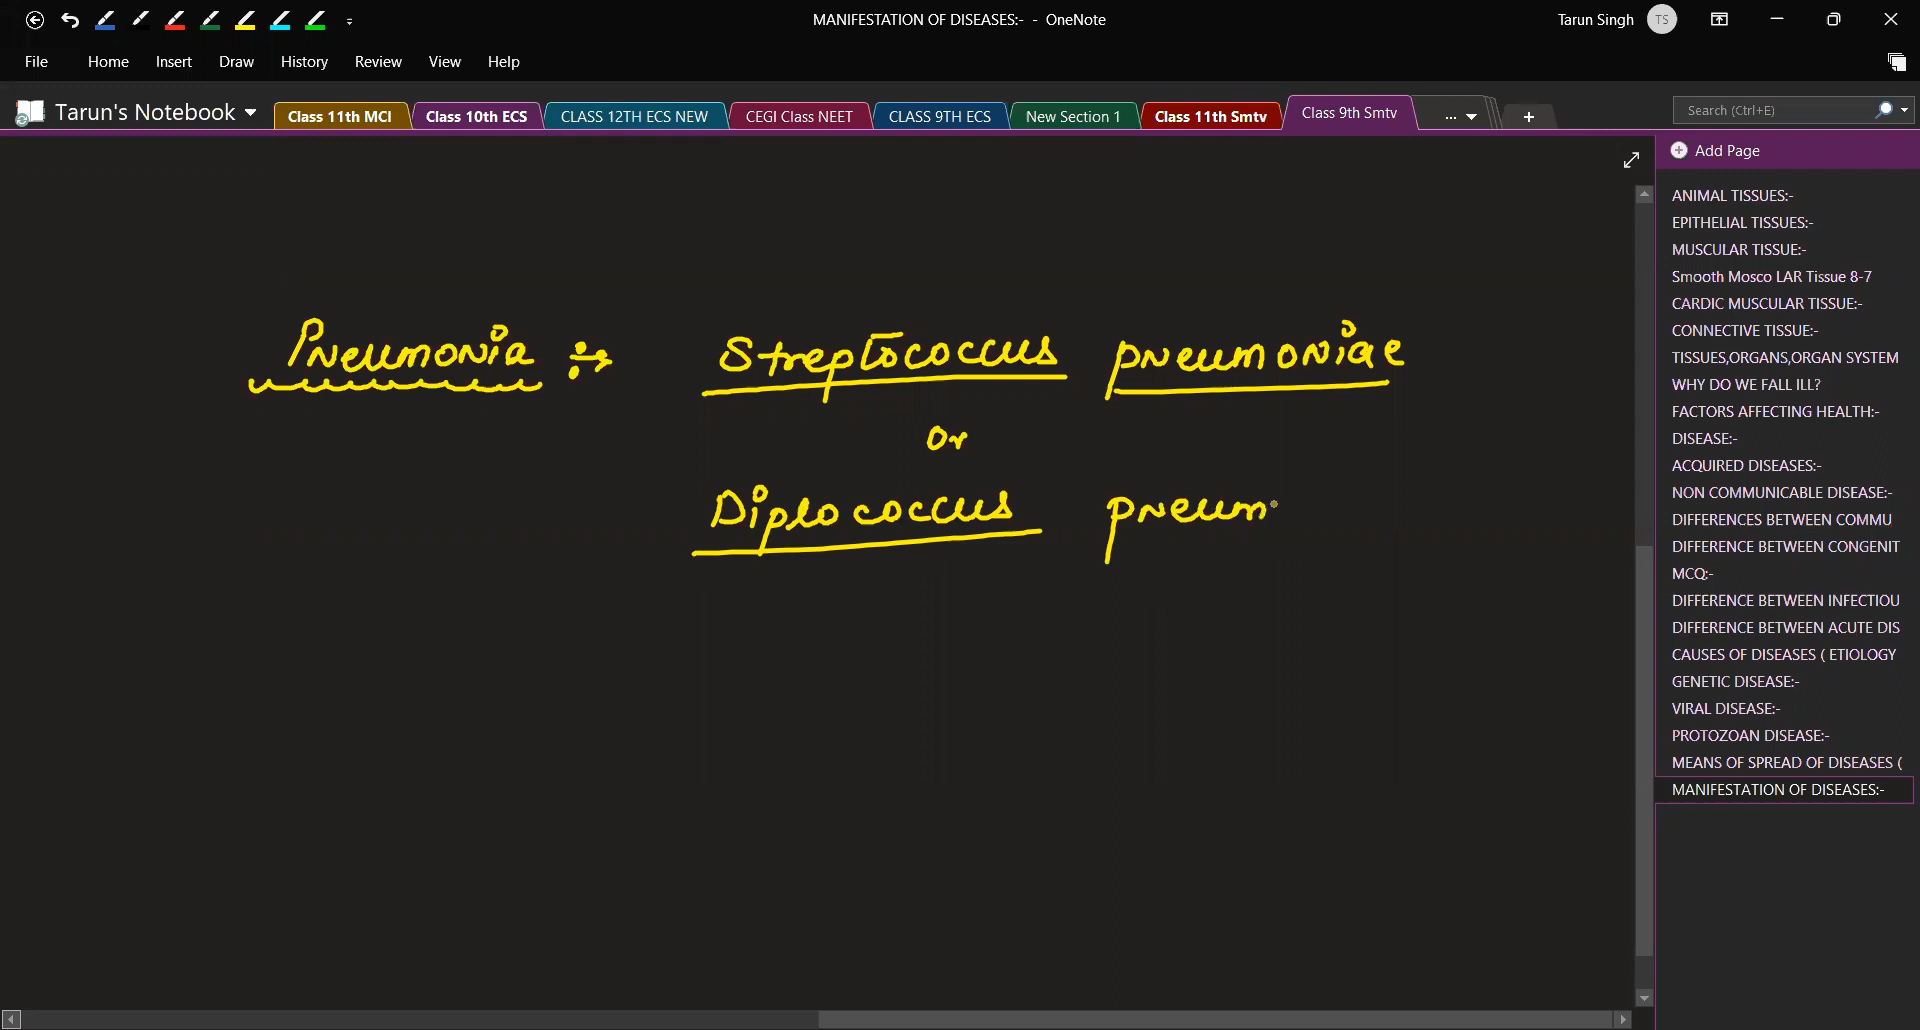 MANIFESTATION OF DISEASES:- - OneNote
Tarun Singh TS
File Home Insert Draw History Review View Help
Tarun's Notebook
Class 11th MCI Class 10th ECS CLASS 12TH ECS NEW CEGI Class NEET CLASS 9TH ECS New Section 1 Class 11th Smtv Class 9th Smtv ... +
Search (Ctrl+E)
Pneumonia :→ Streptococcus pneumoniae
Or
Diplococcus pneum
Add Page
ANIMAL TISSUES:-
EPITHELIAL TISSUES:-
MUSCULAR TISSUE:-
Smooth Mosco LAR Tissue 8-7
CARDIC MUSCULAR TISSUE:-
CONNECTIVE TISSUE:-
TISSUES,ORGANS,ORGAN SYSTEM
WHY DO WE FALL ILL?
FACTORS AFFECTING HEALTH:-
DISEASE:-
ACQUIRED DISEASES:-
NON COMMUNICABLE DISEASE:-
DIFFERENCES BETWEEN COMMU
DIFFERENCE BETWEEN CONGENIT
MCQ:-
DIFFERENCE BETWEEN INFECTIOU
DIFFERENCE BETWEEN ACUTE DIS
CAUSES OF DISEASES ( ETIOLOGY
GENETIC DISEASE:-
VIRAL DISEASE:-
PROTOZOAN DISEASE:-
MEANS OF SPREAD OF DISEASES (
MANIFESTATION OF DISEASES:-